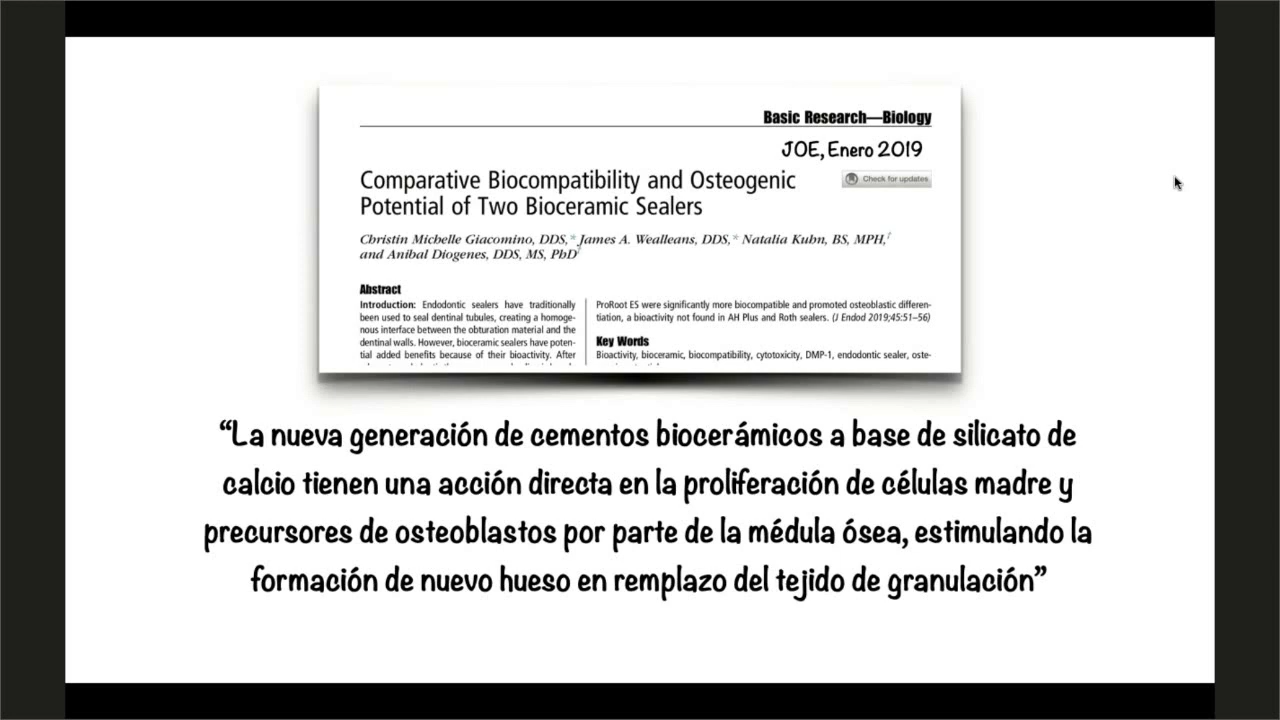 Basic Research—Biology
JOE, Enero 2019
Comparative Biocompatibility and Osteogenic
Potential of Two Bioceramic Sealers
Check for updates
Christin Michelle Giacomino, DDS,* James A. Wealleans, DDS,* Natalia Kuhn, BS, MPH,†
and Anibal Diogenes, DDS, MS, PhD†
Abstract
Introduction: Endodontic sealers have traditionally
been used to seal dentinal tubules, creating a homoge-
nous interface between the obturation material and the
dentinal walls. However, bioceramic sealers have poten-
tial added benefits because of their bioactivity. After
ProRoot ES were significantly more biocompatible and promoted osteoblastic differen-
tiation, a bioactivity not found in AH Plus and Roth sealers. (J Endod 2019;45:51–56)
Key Words
Bioactivity, bioceramic, biocompatibility, cytotoxicity, DMP-1, endodontic sealer, oste-
“La nueva generación de cementos biocerámicos a base de silicato de
calcio tienen una acción directa en la proliferación de células madre y
precursores de osteoblastos por parte de la médula ósea, estimulando la
formación de nuevo hueso en remplazo del tejido de granulación”